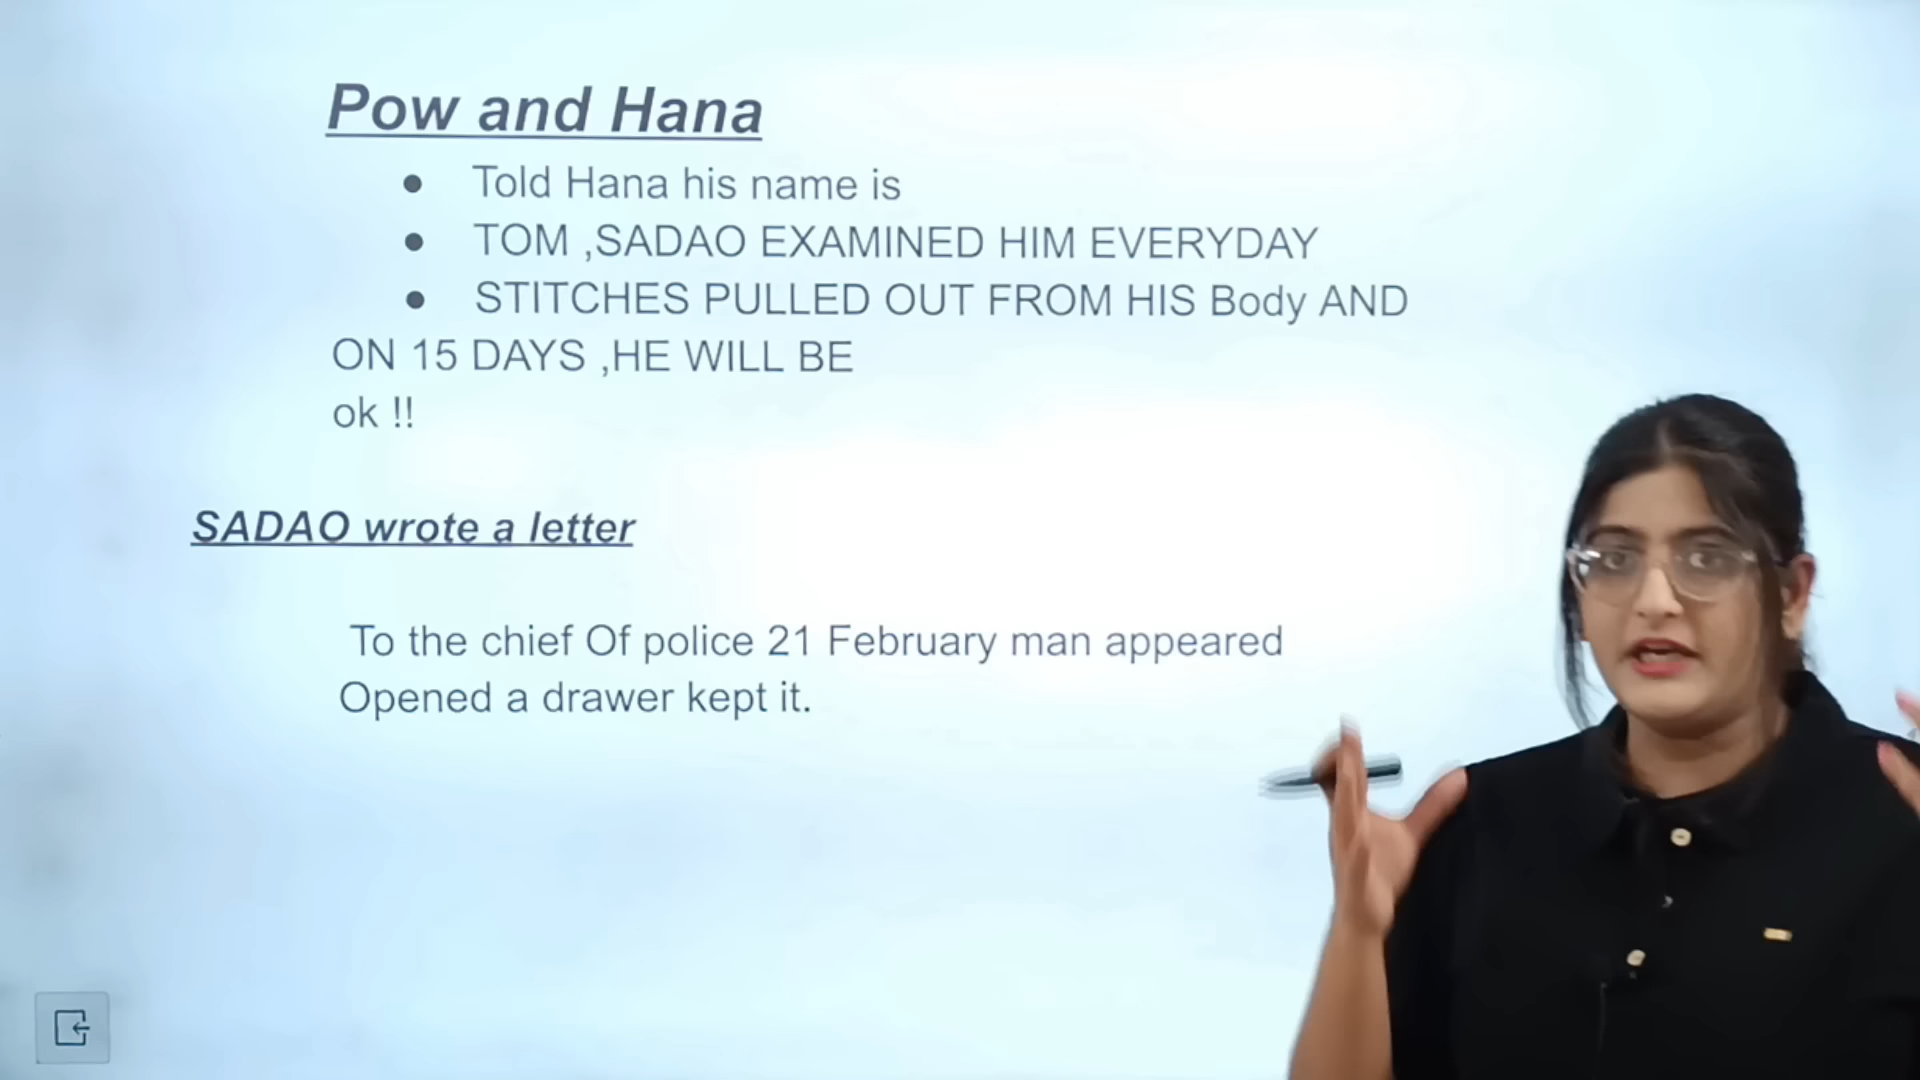 Pow and Hana
● Told Hana his name is
● TOM ,SADAO EXAMINED HIM EVERYDAY
● STITCHES PULLED OUT FROM HIS Body AND
ON 15 DAYS ,HE WILL BE
ok !!
SADAO wrote a letter
To the chief Of police 21 February man appeared
Opened a drawer kept it.